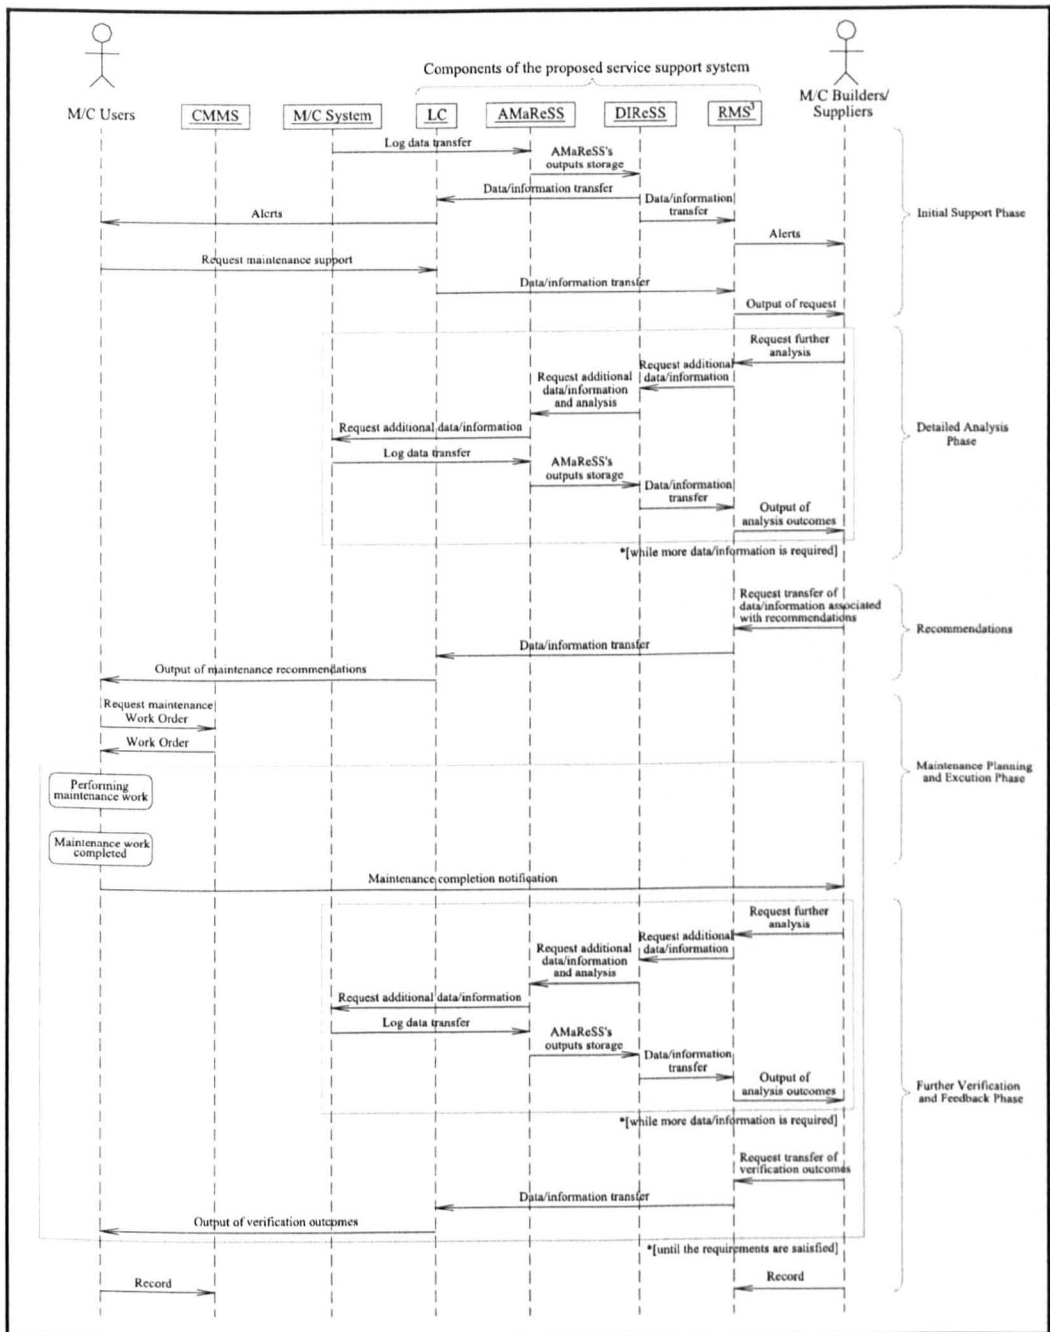 Components of the proposed service support system
M/C Users
CMMS
M/C System
LC
AMaReSS
DIReSS
RMS³
M/C Builders/
Suppliers
Log data transfer
AMaReSS's
outputs storage
Data/information transfer
Data/information
transfer
Alerts
Alerts
Request maintenance support
Data/information transfer
Output of request
Initial Support Phase
Request further
analysis
Request additional
data/information
Request additional
data/information
and analysis
Request additional data/information
Log data transfer
AMaReSS's
outputs storage
Data/information
transfer
Output of
analysis outcomes
*[while more data/information is required]
Detailed Analysis
Phase
Request transfer of
data/information associated
with recommendations
Data/information transfer
Output of maintenance recommendations
Recommendations
Request maintenance
Work Order
Work Order
Performing
maintenance work
Maintenance work
completed
Maintenance Planning
and Excution Phase
Maintenance completion notification
Request further
analysis
Request additional
data/information
Request additional
data/information
and analysis
Request additional data/information
Log data transfer
AMaReSS's
outputs storage
Data/information
transfer
Output of
analysis outcomes
*[while more data/information is required]
Further Verification
and Feedback Phase
Request transfer of
verification outcomes
Data/information transfer
Output of verification outcomes
*[until the requirements are satisfied]
Record
Record